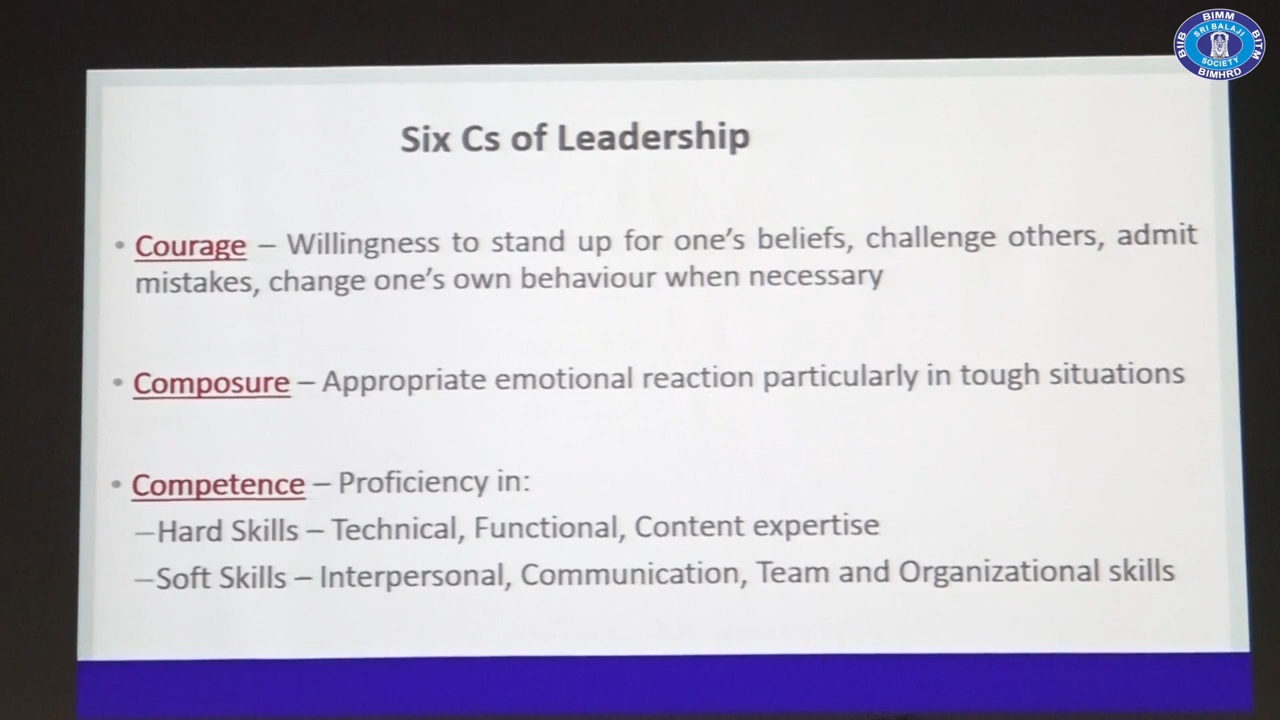 BIMM
BIIB
SRI BALAJI
SOCIETY
BITM
BIMHRD
Six Cs of Leadership
• Courage – Willingness to stand up for one's beliefs, challenge others, admit
mistakes, change one's own behaviour when necessary
• Composure – Appropriate emotional reaction particularly in tough situations
• Competence – Proficiency in:
–Hard Skills – Technical, Functional, Content expertise
–Soft Skills – Interpersonal, Communication, Team and Organizational skills